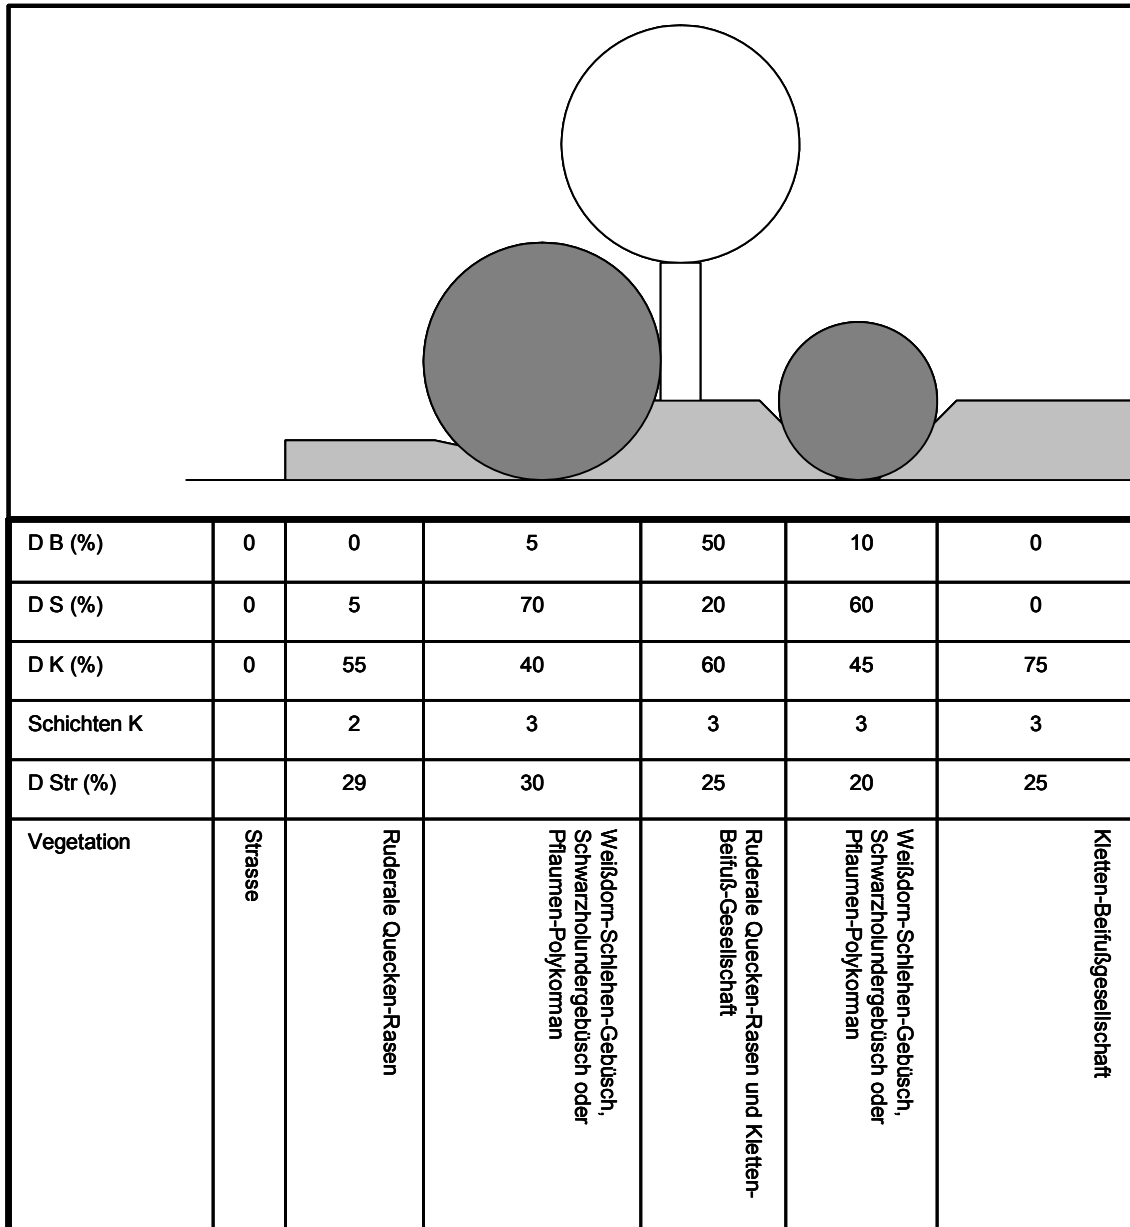 D B (%) 0 0 5 50 10 0
D S (%) 0 5 70 20 60 0
D K (%) 0 55 40 60 45 75
Schichten K 2 3 3 3 3
D Str (%) 29 30 25 20 25
Vegetation
Strasse
Ruderale Quecken-Rasen
Weißdorn-Schlehen-Gebüsch,
Schwarzholundergebüsch oder
Pflaumen-Polykorman
Ruderale Quecken-Rasen und Kletten-
Beifuß-Gesellschaft
Weißdorn-Schlehen-Gebüsch,
Schwarzholundergebüsch oder
Pflaumen-Polykorman
Kletten-Beifußgesellschaft